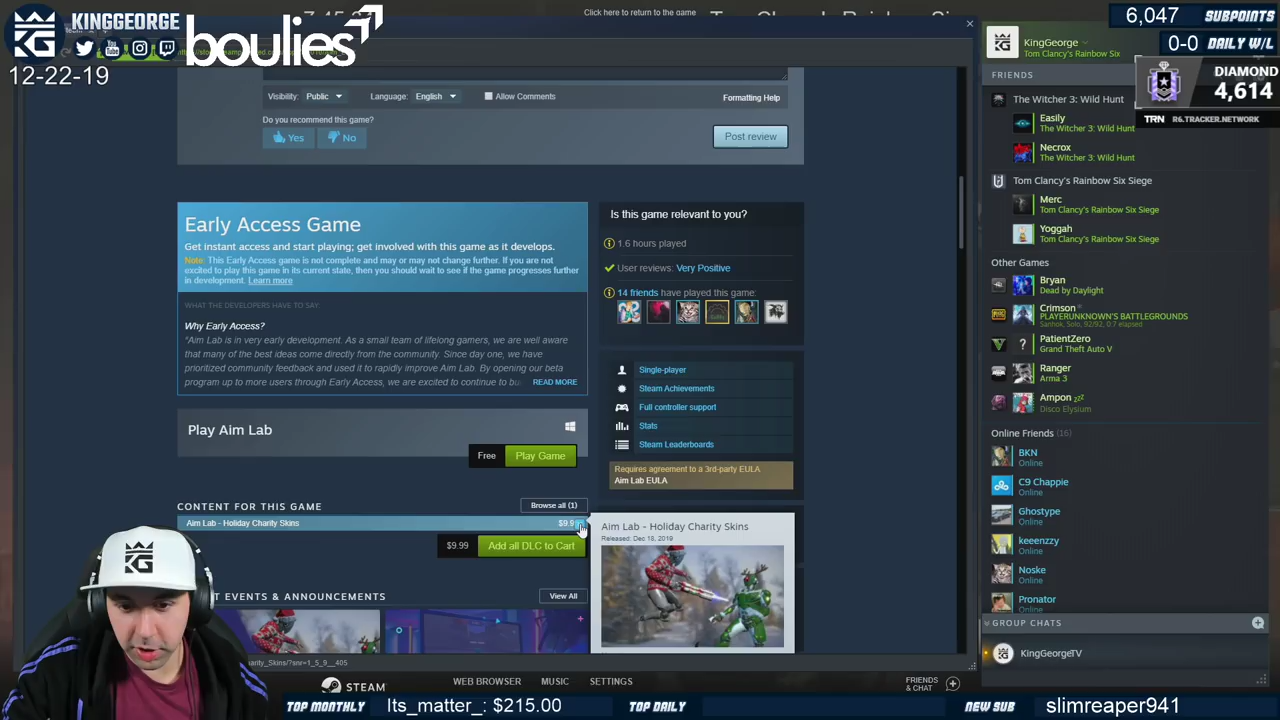 KINGGEORGE
boulies
12-22-19
Click here to return to the game
6,047 SUBPOINTS
0-0 DAILY W/L
DIAMOND
4,614
TRN R6.TRACKER.NETWORK
Visibility: Public Language: English Allow Comments Formatting Help
Do you recommend this game?
Yes No Post review
Early Access Game
Get instant access and start playing; get involved with this game as it develops.
Note: This Early Access game is not complete and may or may not change further. If you are not
excited to play this game in its current state, then you should wait to see if the game progresses further
in development. Learn more
WHAT THE DEVELOPERS HAVE TO SAY:
Why Early Access?
"Aim Lab is in very early development. As a small team of lifelong gamers, we are well aware
that many of the best ideas come directly from the community. Since day one, we have
prioritized community feedback and used it to rapidly improve Aim Lab. By opening our beta
program up to more users through Early Access, we are excited to continue to READ MORE
Is this game relevant to you?
1.6 hours played
User reviews: Very Positive
14 friends have played this game:
Single-player
Steam Achievements
Full controller support
Stats
Steam Leaderboards
Requires agreement to a 3rd-party EULA
Aim Lab EULA
Play Aim Lab
Free Play Game
CONTENT FOR THIS GAME Browse all (1)
Aim Lab - Holiday Charity Skins $9.9
$9.99 Add all DLC to Cart
Aim Lab - Holiday Charity Skins
Released: Dec 18, 2019
EVENTS & ANNOUNCEMENTS View All
KingGeorge
Tom Clancy's Rainbow Six
FRIENDS
The Witcher 3: Wild Hunt
Easily
The Witcher 3: Wild Hunt
Necrox
The Witcher 3: Wild Hunt
Tom Clancy's Rainbow Six Siege
Merc
Tom Clancy's Rainbow Six Siege
Yoggah
Tom Clancy's Rainbow Six Siege
Other Games
Bryan
Dead by Daylight
Crimson
PLAYERUNKNOWN'S BATTLEGROUNDS
Sanhok, Solo, 92/92, 0:7 elapsed
PatientZero
Grand Theft Auto V
Ranger
Arma 3
Ampon zzz
Disco Elysium
Online Friends (16)
BKN
Online
C9 Chappie
Online
Ghostype
Online
keeenzzy
Online
Noske
Online
Pronator
Online
GROUP CHATS
KingGeorgeTV
harity_Skins/?snr=1_5_9__405
STEAM
WEB BROWSER MUSIC SETTINGS
FRIENDS
& CHAT
TOP MONTHLY Its_matter_: $215.00 TOP DAILY NEW SUB slimreaper941